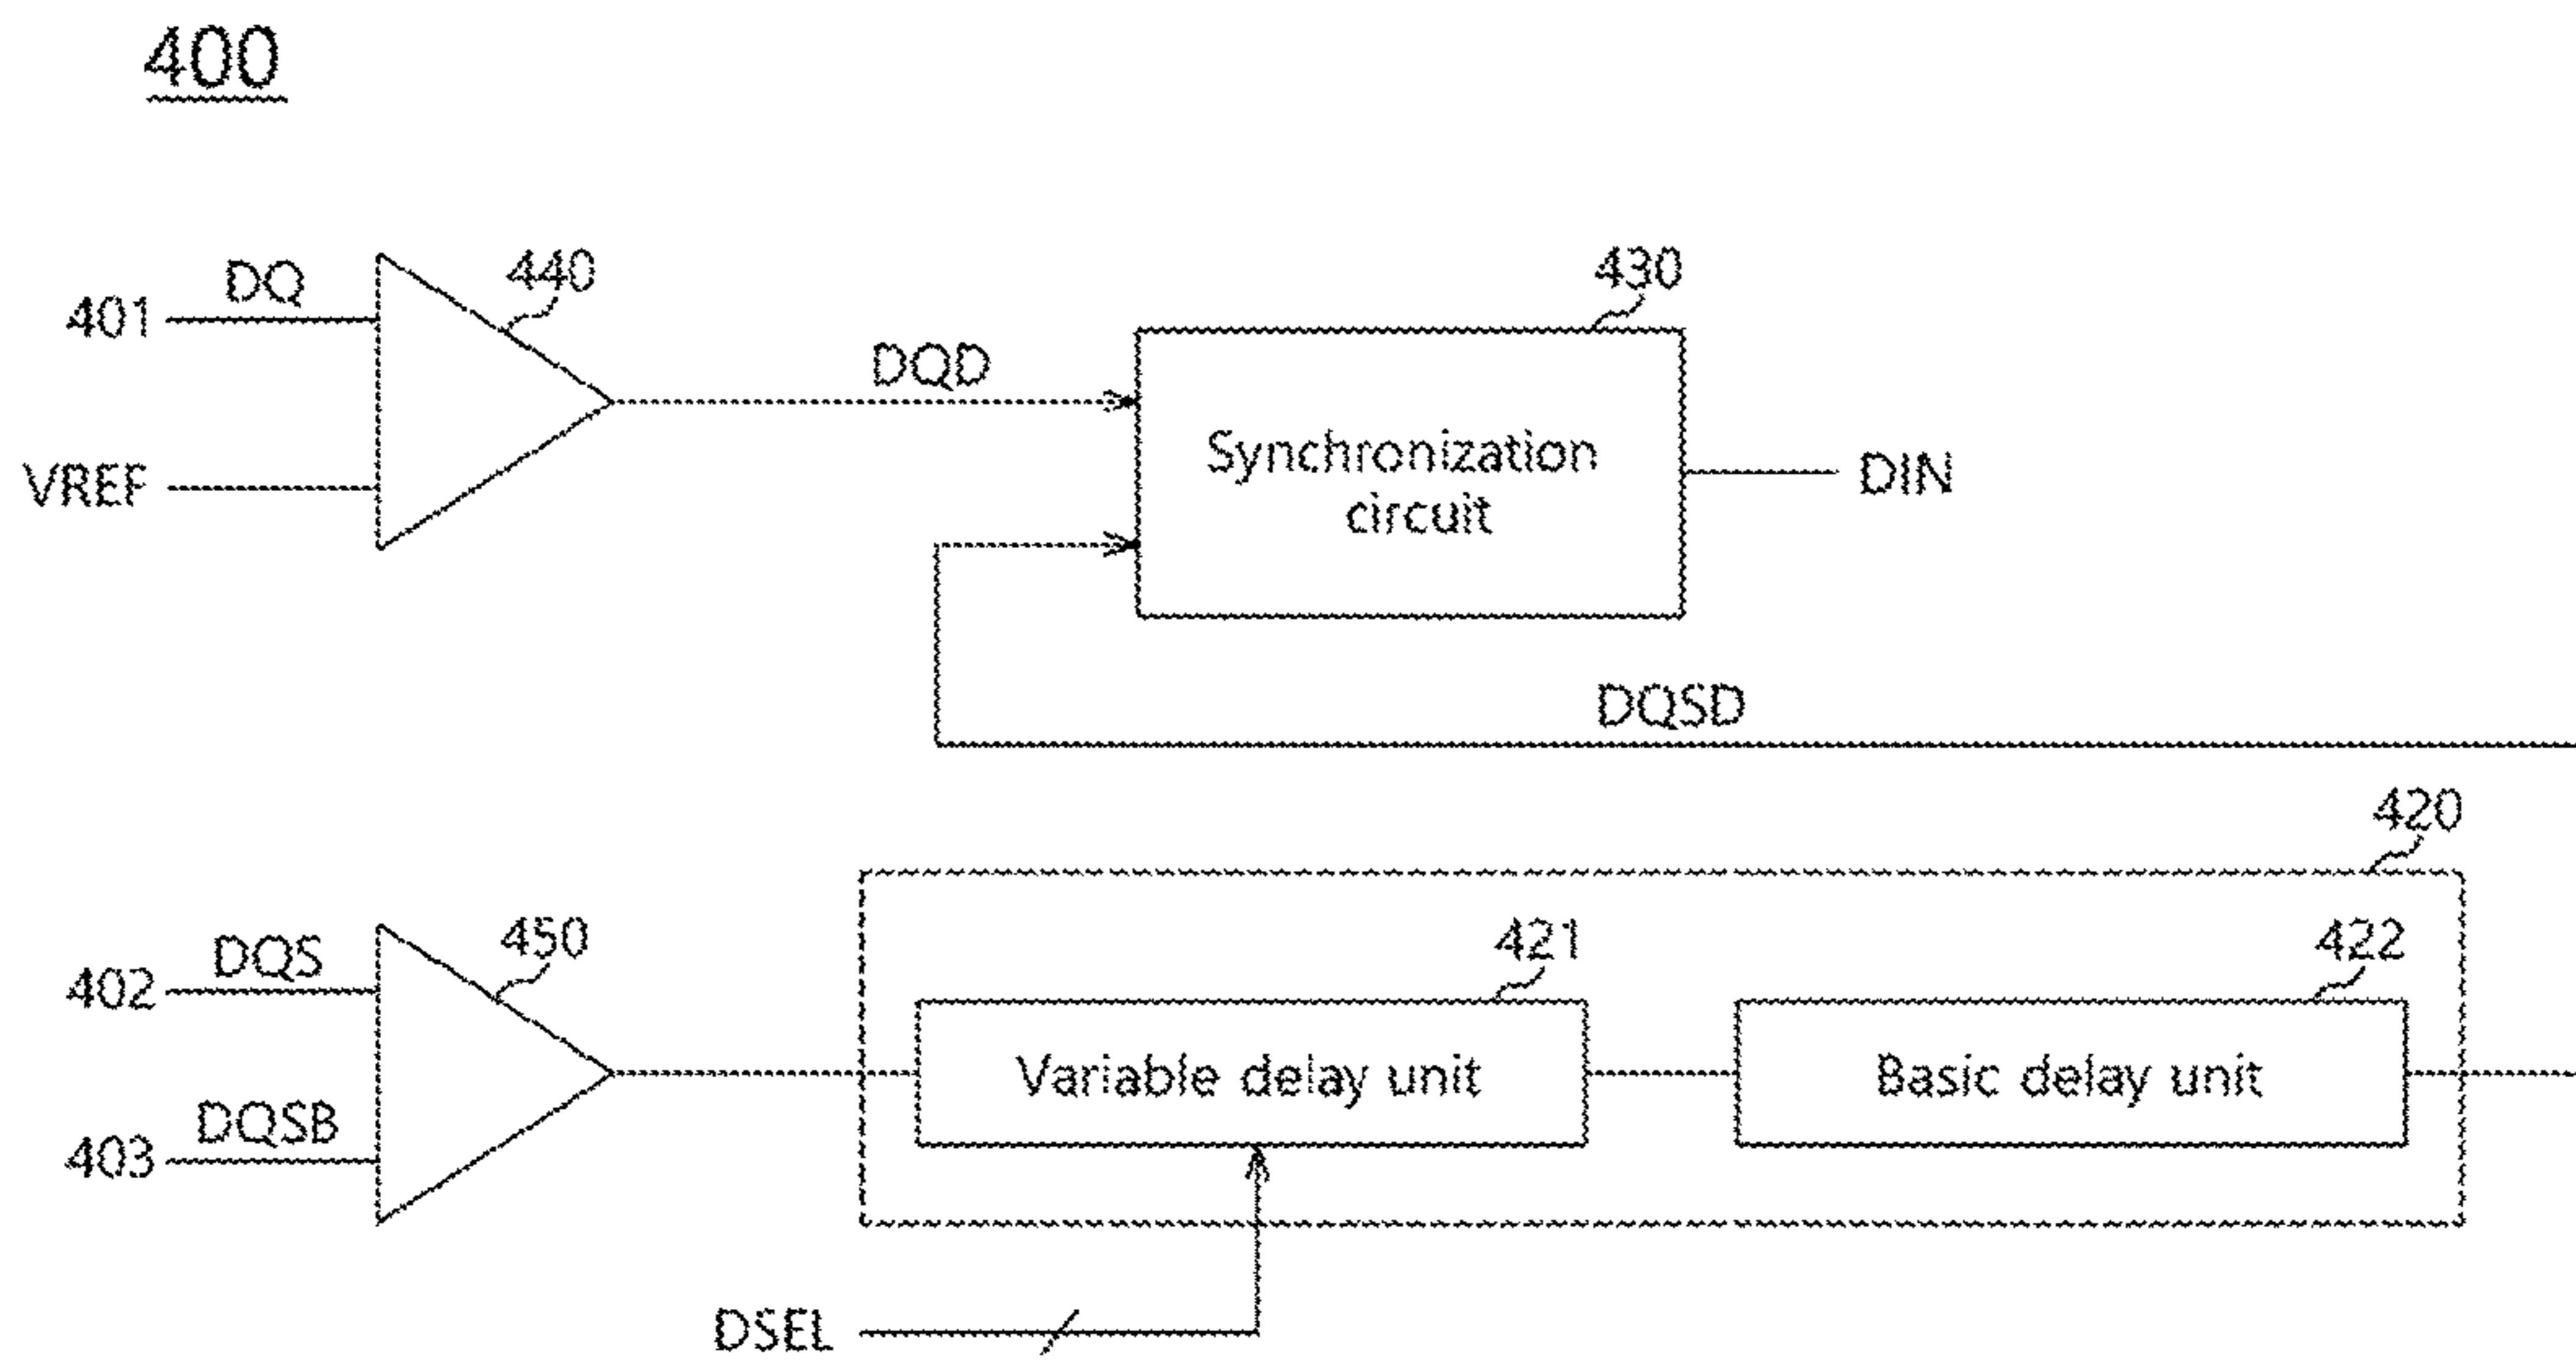 400
DQ
440
430
401
DQD
Synchronization
circuit
VREF
DIN
DQSD
420
DQS
450
421
422
402
Variable delay unit
Basic delay unit
DQSB
403
DSEL